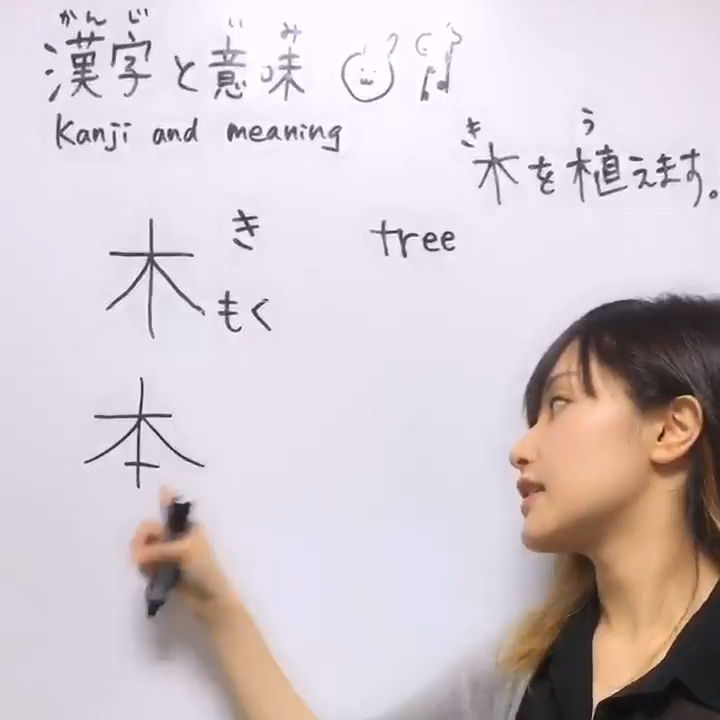 かんじ いみ
漢字と意味
Kanji and meaning
き う
木を植えます。
木 き tree
もく
本